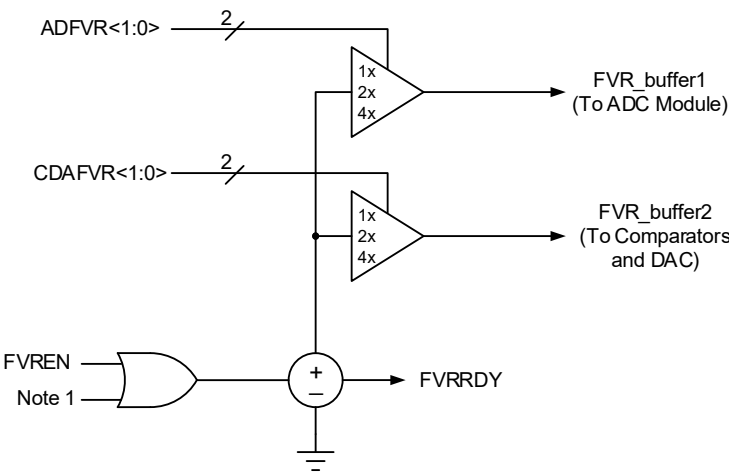 ADFVR<1:0>
2
1x
2x
4x
FVR_buffer1
(To ADC Module)
CDAFVR<1:0>
2
1x
2x
4x
FVR_buffer2
(To Comparators
and DAC)
FVREN
Note 1
+
−
FVRRDY